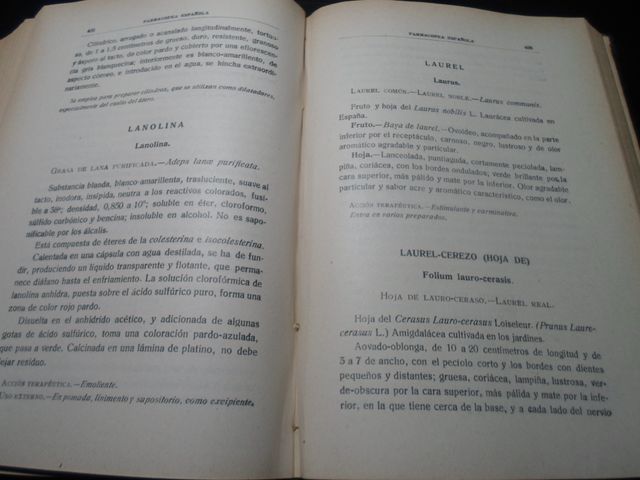 FARMACOPEA ESPAÑOLA
Cilíndrico, arrugado o acanalado longitudinalmente, tortuo-
so, de 7 a 1,5 centímetros de grueso, duro, resistente, granoso
y áspero al tacto, de color pardo y cubierto por una eflorescen-
cia gris blanquecina; interiormente es blanco-amarillento, de
aspecto córneo, e introducido en el agua, se hincha extraordi-
nariamente.
Se emplea para preparar cilindros, que se utilizan como dilatadores,
especialmente del cuello del útero.
LANOLINA
Lanolina.
GRASA DE LANA PURIFICADA.—Adeps lanæ purificata.
Substancia blanda, blanco-amarillenta, trasluciente, suave al
tacto, inodora, insípida, neutra a los reactivos colorados, fusi-
ble a 38º; densidad, 0,850 a 10º; soluble en éter, cloroformo,
sulfido carbónico y bencina; insoluble en alcohol. No es sapo-
nificable por los álcalis.
Está compuesta de éteres de la colesterina e isocolesterina.
Calentada en una cápsula con agua destilada, se ha de fun-
dir, produciendo un líquido transparente y flotante, que perma-
nece diáfano hasta el enfriamiento. La solución clorofórmica de
lanolina anhidra, puesta sobre el ácido sulfúrico puro, forma una
zona de color rojo pardo.
Disuelta en el anhidrido acético, y adicionada de algunas
gotas de ácido sulfúrico, toma una coloración pardo-azulada,
que pasa a verde. Calcinada en una lámina de platino, no debe
dejar residuo.
ACCIÓN TERAPÉUTICA.—Emoliente.
USO EXTERNO.—En pomada, linimento y supositorio, como excipiente.
FARMACOPEA ESPAÑOLA
LAUREL
Laurus.
LAUREL COMÚN.—LAUREL NOBLE.—Laurus communis.
Fruto y hoja del Laurus nobilis L. Laurácea cultivada en
España.
Fruto.—Baya de laurel.—Ovoideo, acompañado en la parte
inferior por el receptáculo, carnoso, negro, lustroso y de olor
aromático agradable y particular.
Hoja.—Lanceolada, puntiaguda, cortamente peciolada, lam-
piña, coriácea, con los bordes ondulados; verde brillante por la
cara superior, más pálido y mate por la inferior. Olor agradable
particular y sabor acre y aromático característico, como el olor.
ACCIÓN TERAPÉUTICA.—Estimulante y carminativa.
Entra en varios preparados.
LAUREL-CEREZO (HOJA DE)
Folium lauro-cerasis.
HOJA DE LAURO-CERASO.—LAUREL REAL.
Hoja del Cerasus Lauro-cerasus Loiseleur. (Prunus Lauro-
cerasus L.) Amigdalácea cultivada en los jardines.
Aovado-oblonga, de 10 a 20 centímetros de longitud y de
3 a 7 de ancho, con el peciolo corto y los bordes con dientes
pequeños y distantes; gruesa, coriácea, lampiña, lustrosa, ver-
de-obscura por la cara superior, más pálida y mate por la infe-
rior, en la que tiene cerca de la base, y a cada lado del nervio